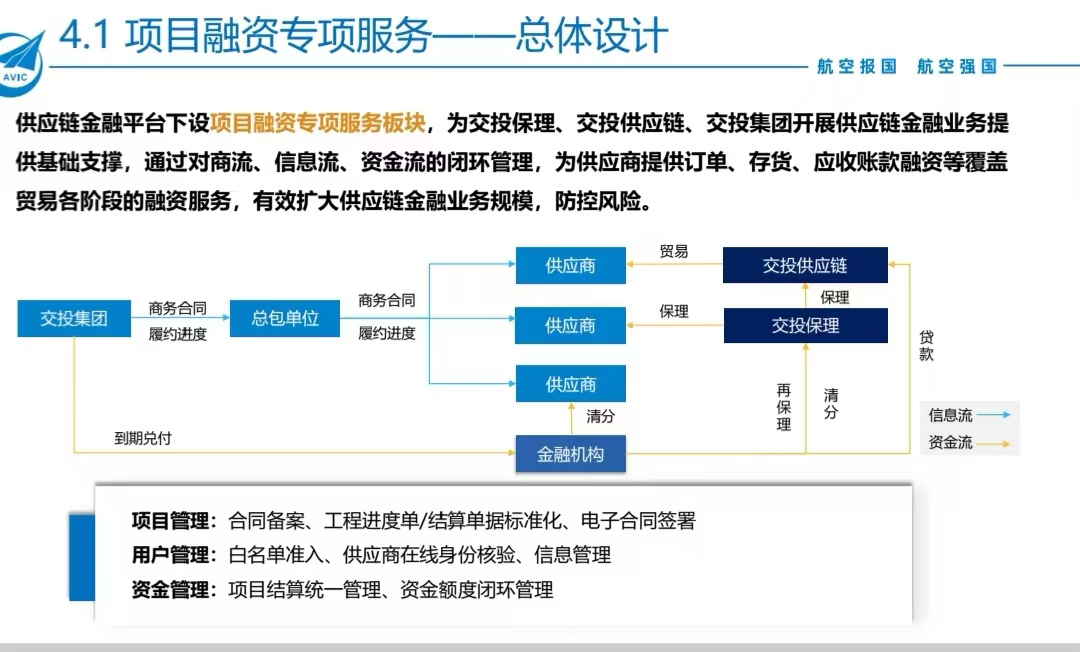 4.1 项目融资专项服务——总体设计
AVIC
航空报国 航空强国
供应链金融平台下设项目融资专项服务板块，为交投保理、交投供应链、交投集团开展供应链金融业务提
供基础支撑，通过对商流、信息流、资金流的闭环管理，为供应商提供订单、存货、应收账款融资等覆盖
贸易各阶段的融资服务，有效扩大供应链金融业务规模，防控风险。
交投集团
商务合同
履约进度
总包单位
商务合同
履约进度
供应商
贸易
交投供应链
保理
供应商
保理
交投保理
供应商
清分
再保理
清分
贷款
到期兑付
金融机构
信息流
资金流
项目管理：合同备案、工程进度单/结算单据标准化、电子合同签署
用户管理：白名单准入、供应商在线身份核验、信息管理
资金管理：项目结算统一管理、资金额度闭环管理